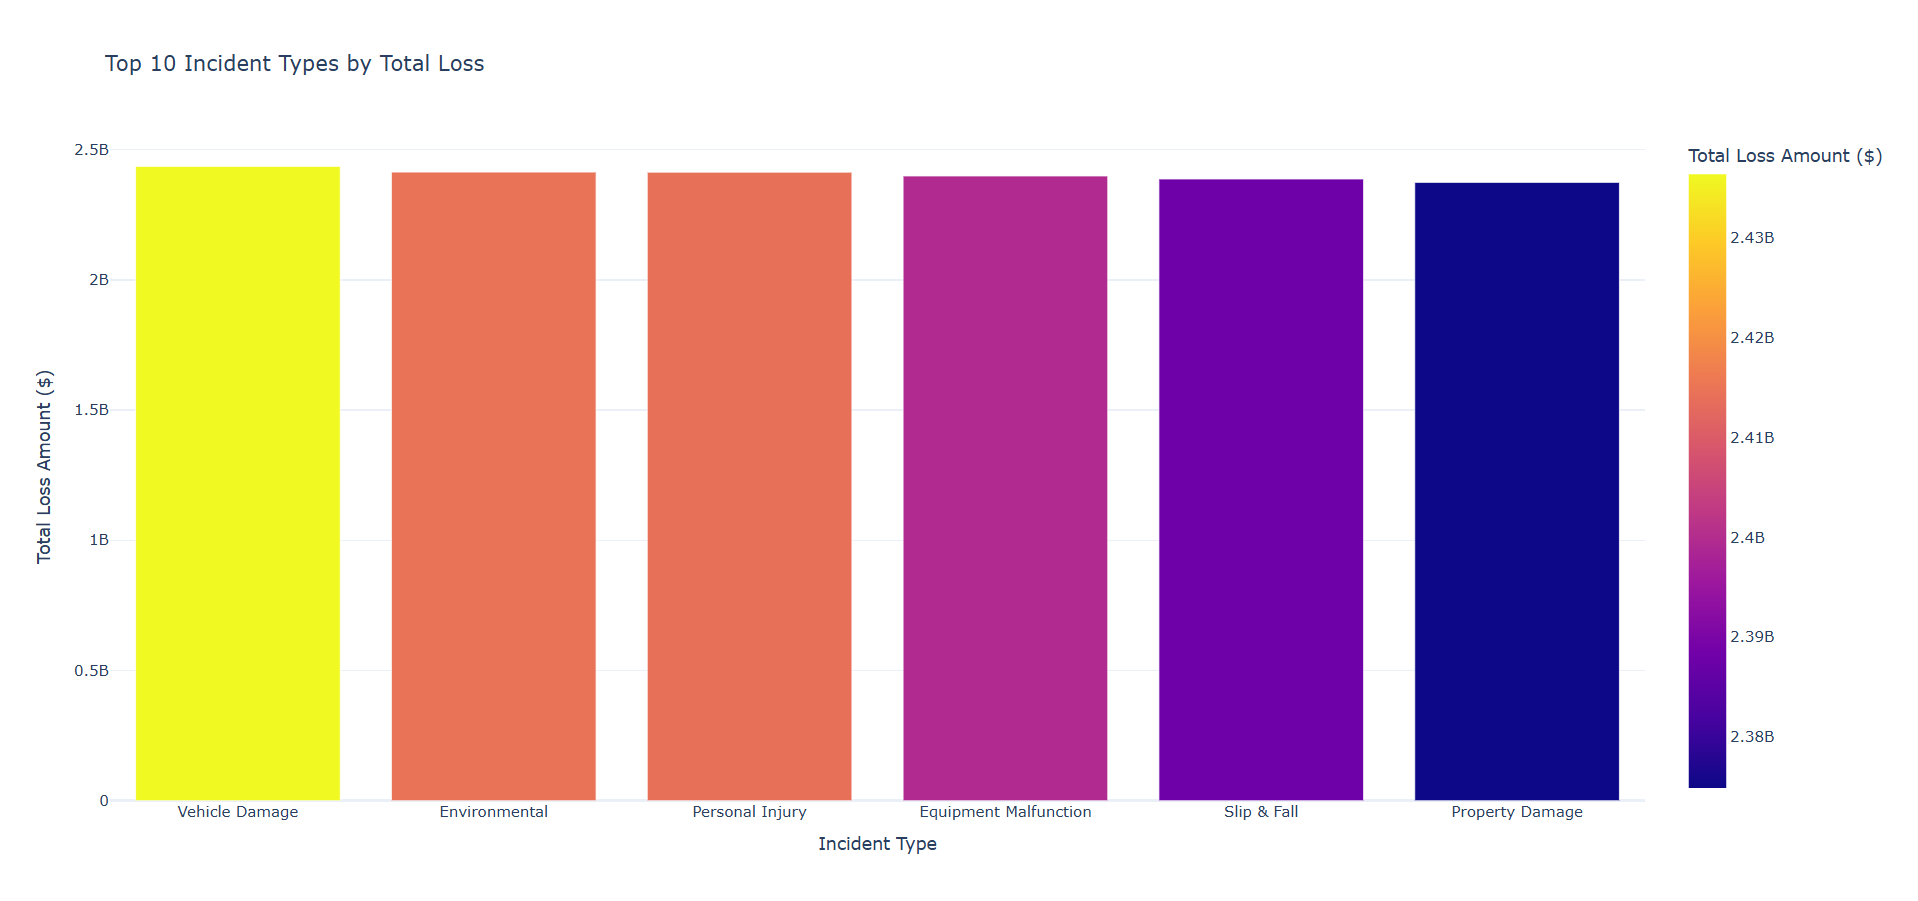 Top 10 Incident Types by Total Loss
Total Loss Amount ($)
2.5B
2B
1.5B
1B
0.5B
0
Vehicle Damage
Environmental
Personal Injury
Equipment Malfunction
Slip & Fall
Property Damage
Incident Type
Total Loss Amount ($)
2.43B
2.42B
2.41B
2.4B
2.39B
2.38B